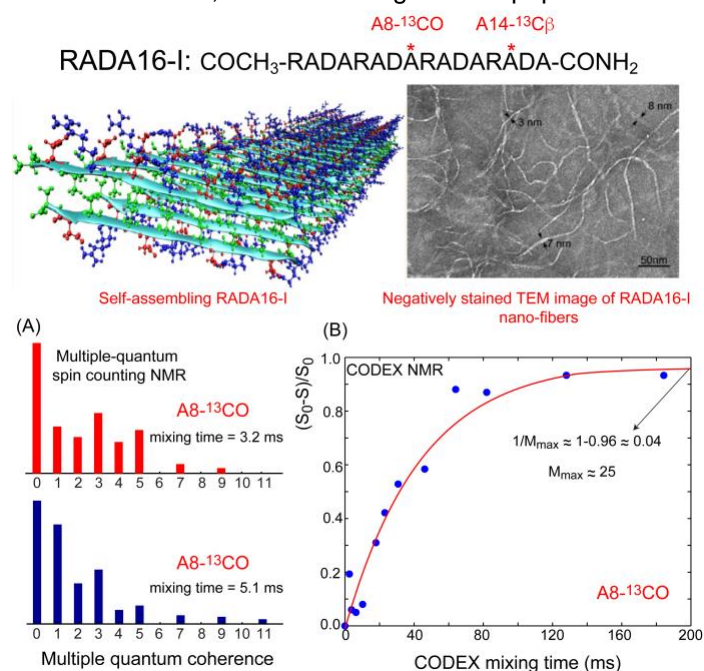 A8-¹³CO A14-¹³Cβ
* *
RADA16-I: COCH₃-RADARADARADARADA-CONH₂
3 nm
8 nm
7 nm
50nm
Self-assembling RADA16-I
Negatively stained TEM image of RADA16-I
nano-fibers
(A)
Multiple-quantum
spin counting NMR
A8-¹³CO
mixing time = 3.2 ms
0 1 2 3 4 5 6 7 8 9 10 11
A8-¹³CO
mixing time = 5.1 ms
0 1 2 3 4 5 6 7 8 9 10 11
Multiple quantum coherence
(B)
(S₀-S)/S₀
1.0
0.8
0.6
0.4
0.2
0.0
CODEX NMR
1/Mmax ≈ 1-0.96 ≈ 0.04
Mmax ≈ 25
A8-¹³CO
0 40 80 120 160 200
CODEX mixing time (ms)